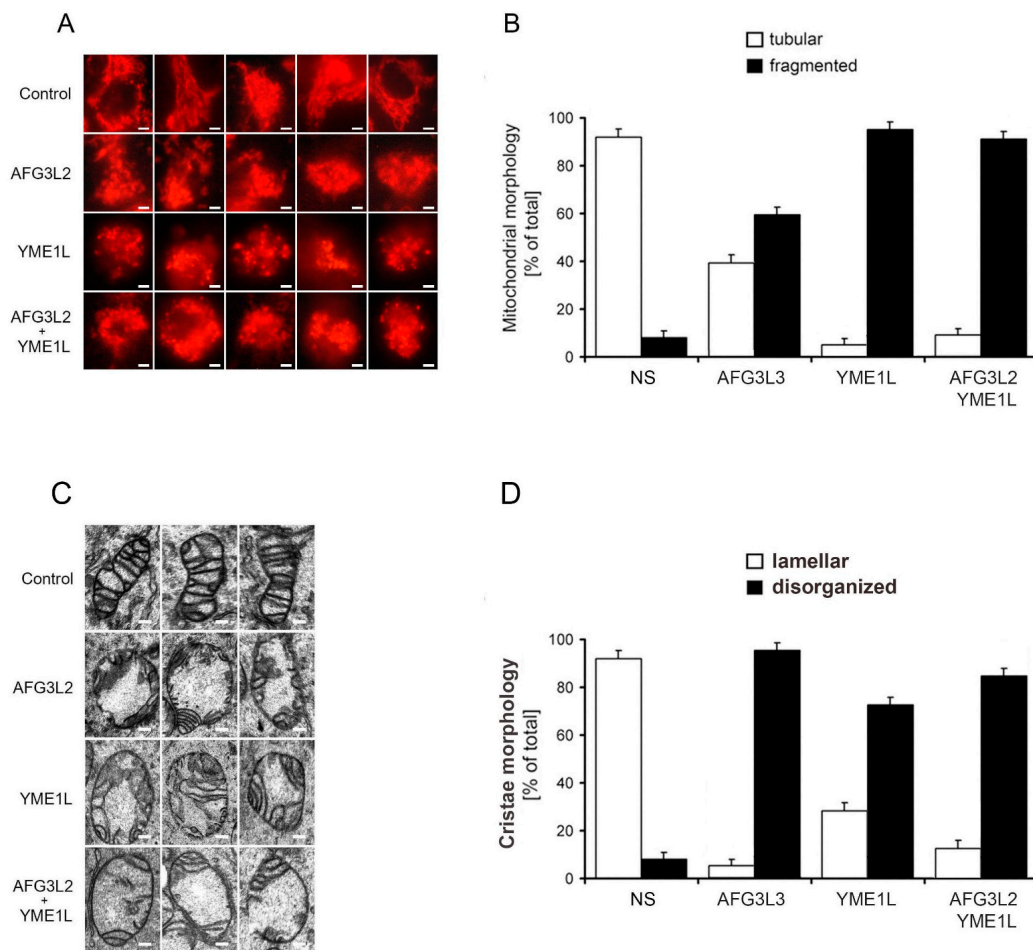 A
Control
AFG3L2
YME1L
AFG3L2
+
YME1L
B
tubular
fragmented
Mitochondrial morphology
[% of total]
100
80
60
40
20
0
NS
AFG3L3
YME1L
AFG3L2
YME1L
C
Control
AFG3L2
YME1L
AFG3L2
+
YME1L
D
lamellar
disorganized
Cristae morphology
[% of total]
100
80
60
40
20
0
NS
AFG3L3
YME1L
AFG3L2
YME1L